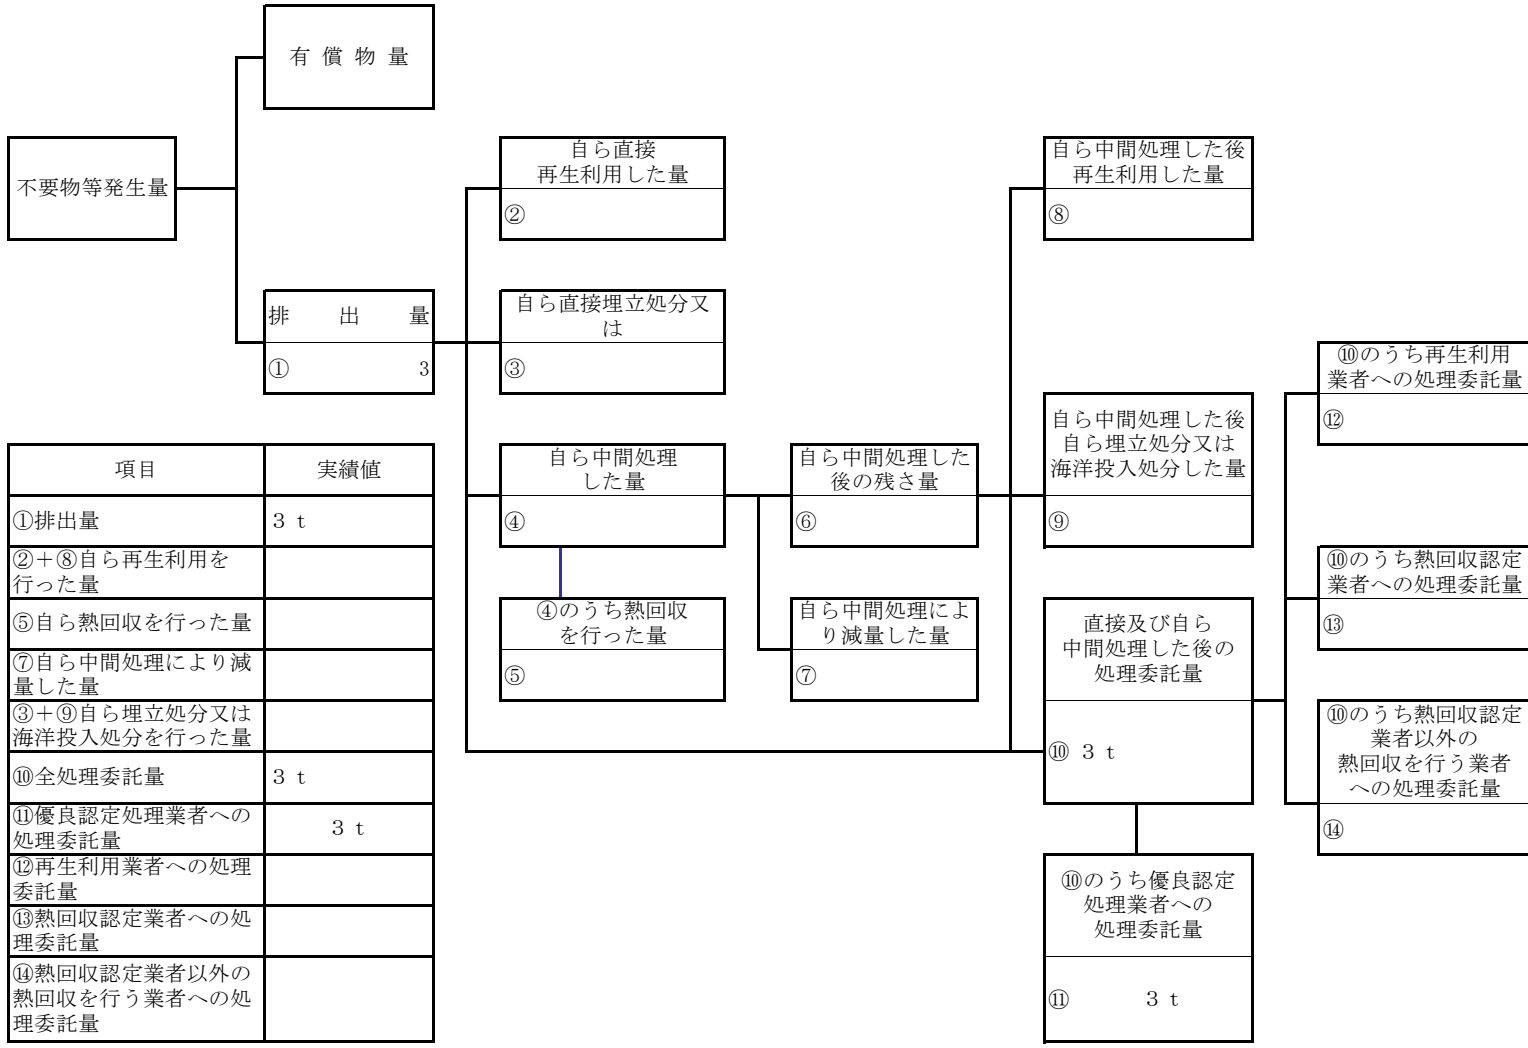 有 償 物 量
不要物等発生量
自ら直接
再生利用した量
②
自ら中間処理した後
再生利用した量
⑧
排 出 量
① 3
自ら直接埋立処分又
は
③
⑩のうち再生利用
業者への処理委託量
⑫
自ら中間処理
した量
④
自ら中間処理した
後の残さ量
⑥
自ら中間処理した後
自ら埋立処分又は
海洋投入処分した量
⑨
⑩のうち熱回収認定
業者への処理委託量
⑬
④のうち熱回収
を行った量
⑤
自ら中間処理によ
り減量した量
⑦
直接及び自ら
中間処理した後の
処理委託量
⑩ 3 t
⑩のうち熱回収認定
業者以外の
熱回収を行う業者
への処理委託量
⑭
⑩のうち優良認定
処理業者への
処理委託量
⑪ 3 t
項目 実績値
①排出量 3 t
②+⑧自ら再生利用を
行った量
⑤自ら熱回収を行った量
⑦自ら中間処理により減
量した量
③+⑨自ら埋立処分又は
海洋投入処分を行った量
⑩全処理委託量 3 t
⑪優良認定処理業者への
処理委託量 3 t
⑫再生利用業者への処理
委託量
⑬熱回収認定業者への処
理委託量
⑭熱回収認定業者以外の
熱回収を行う業者への処
理委託量